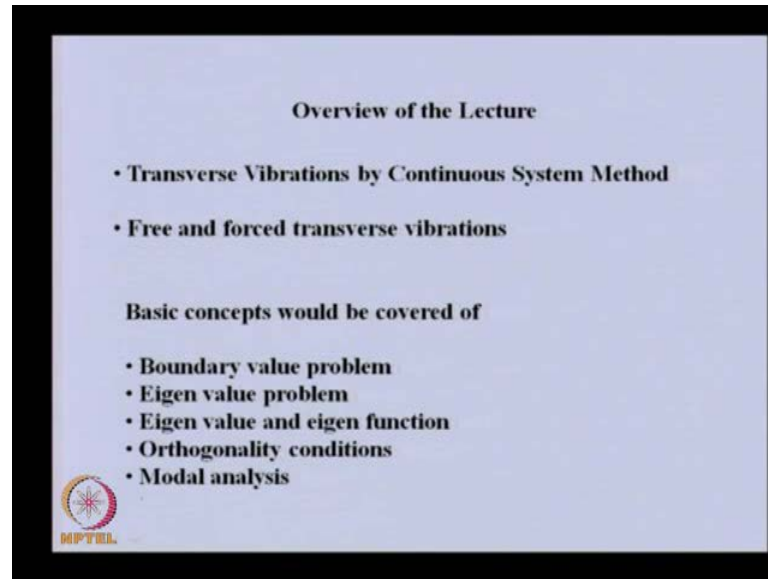 Overview of the Lecture
• Transverse Vibrations by Continuous System Method
• Free and forced transverse vibrations
Basic concepts would be covered of
• Boundary value problem
• Eigen value problem
• Eigen value and eigen function
• Orthogonality conditions
• Modal analysis
NPTEL